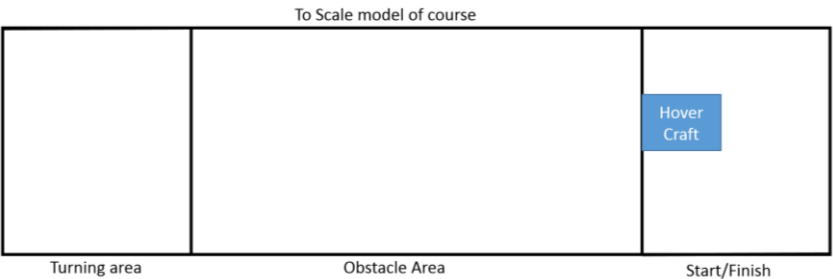 To Scale model of course
Hover
Craft
Turning area
Obstacle Area
Start/Finish